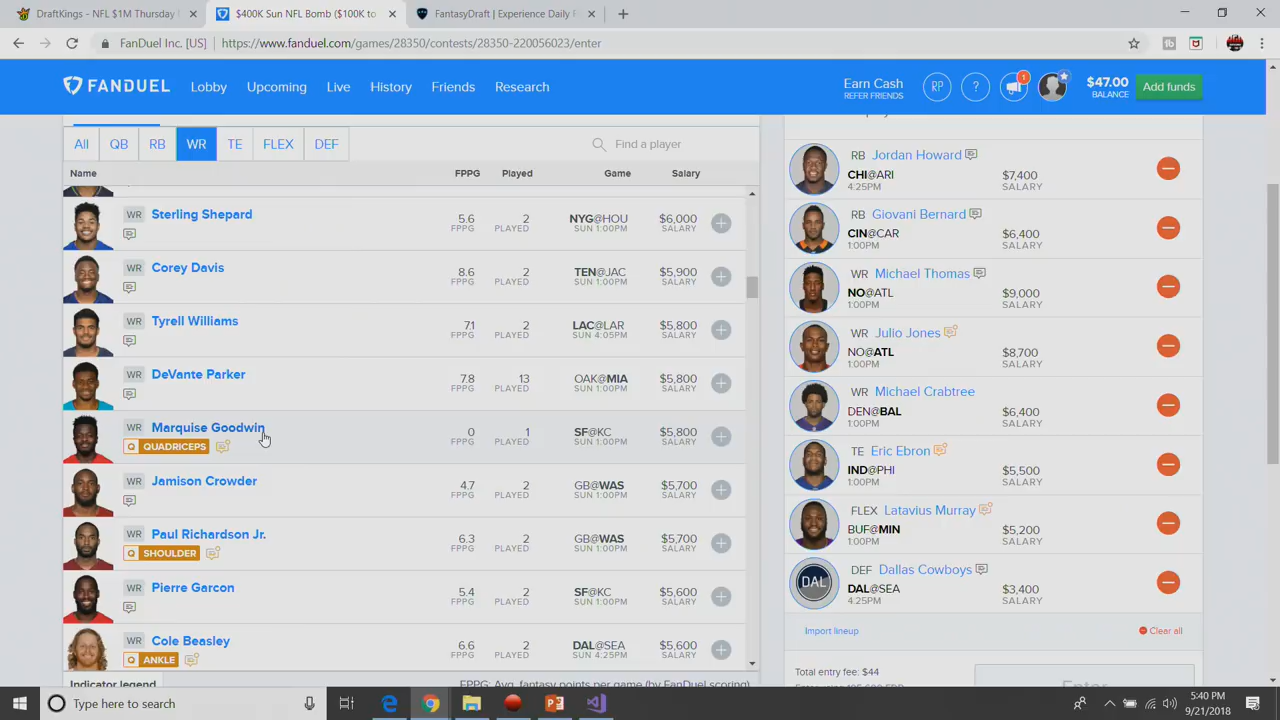 DraftKings - NFL $1M Thursday
$400K Sun NFL Bomb ($100K to
FantasyDraft | Experience Daily F
FanDuel Inc. [US] | https://www.fanduel.com/games/28350/contests/28350-220056023/enter
FANDUEL Lobby Upcoming Live History Friends Research
Earn Cash
REFER FRIENDS
RP ? 1
$47.00
BALANCE
Add funds
All QB RB WR TE FLEX DEF
Find a player
Name FPPG Played Game Salary
WR Sterling Shepard 5.6 2 NYG@HOU $6,000
FPPG PLAYED SUN 1:00PM SALARY
WR Corey Davis 8.6 2 TEN@JAC $5,900
FPPG PLAYED SUN 1:00PM SALARY
WR Tyrell Williams 7.1 2 LAC@LAR $5,800
FPPG PLAYED SUN 4:05PM SALARY
WR DeVante Parker 7.8 13 OAK@MIA $5,800
FPPG PLAYED SUN 1:00PM SALARY
WR Marquise Goodwin 0 1 SF@KC $5,800
Q QUADRICEPS FPPG PLAYED SUN 1:00PM SALARY
WR Jamison Crowder 4.7 2 GB@WAS $5,700
FPPG PLAYED SUN 1:00PM SALARY
WR Paul Richardson Jr. 6.3 2 GB@WAS $5,700
Q SHOULDER FPPG PLAYED SUN 1:00PM SALARY
WR Pierre Garcon 5.4 2 SF@KC $5,600
FPPG PLAYED SUN 1:00PM SALARY
WR Cole Beasley 6.6 2 DAL@SEA $5,600
Q ANKLE FPPG PLAYED SUN 4:25PM SALARY
Indicator legend FPPG: Avg. fantasy points per game (by FanDuel scoring)
RB Jordan Howard
CHI@ARI $7,400
4:25PM SALARY
RB Giovani Bernard
CIN@CAR $6,400
1:00PM SALARY
WR Michael Thomas
NO@ATL $9,000
1:00PM SALARY
WR Julio Jones
NO@ATL $8,700
1:00PM SALARY
WR Michael Crabtree
DEN@BAL $6,400
1:00PM SALARY
TE Eric Ebron
IND@PHI $5,500
1:00PM SALARY
FLEX Latavius Murray
BUF@MIN $5,200
1:00PM SALARY
DAL
DEF Dallas Cowboys
DAL@SEA $3,400
4:25PM SALARY
Import lineup Clear all
Total entry fee: $44
Enter
Type here to search
5:40 PM
9/21/2018